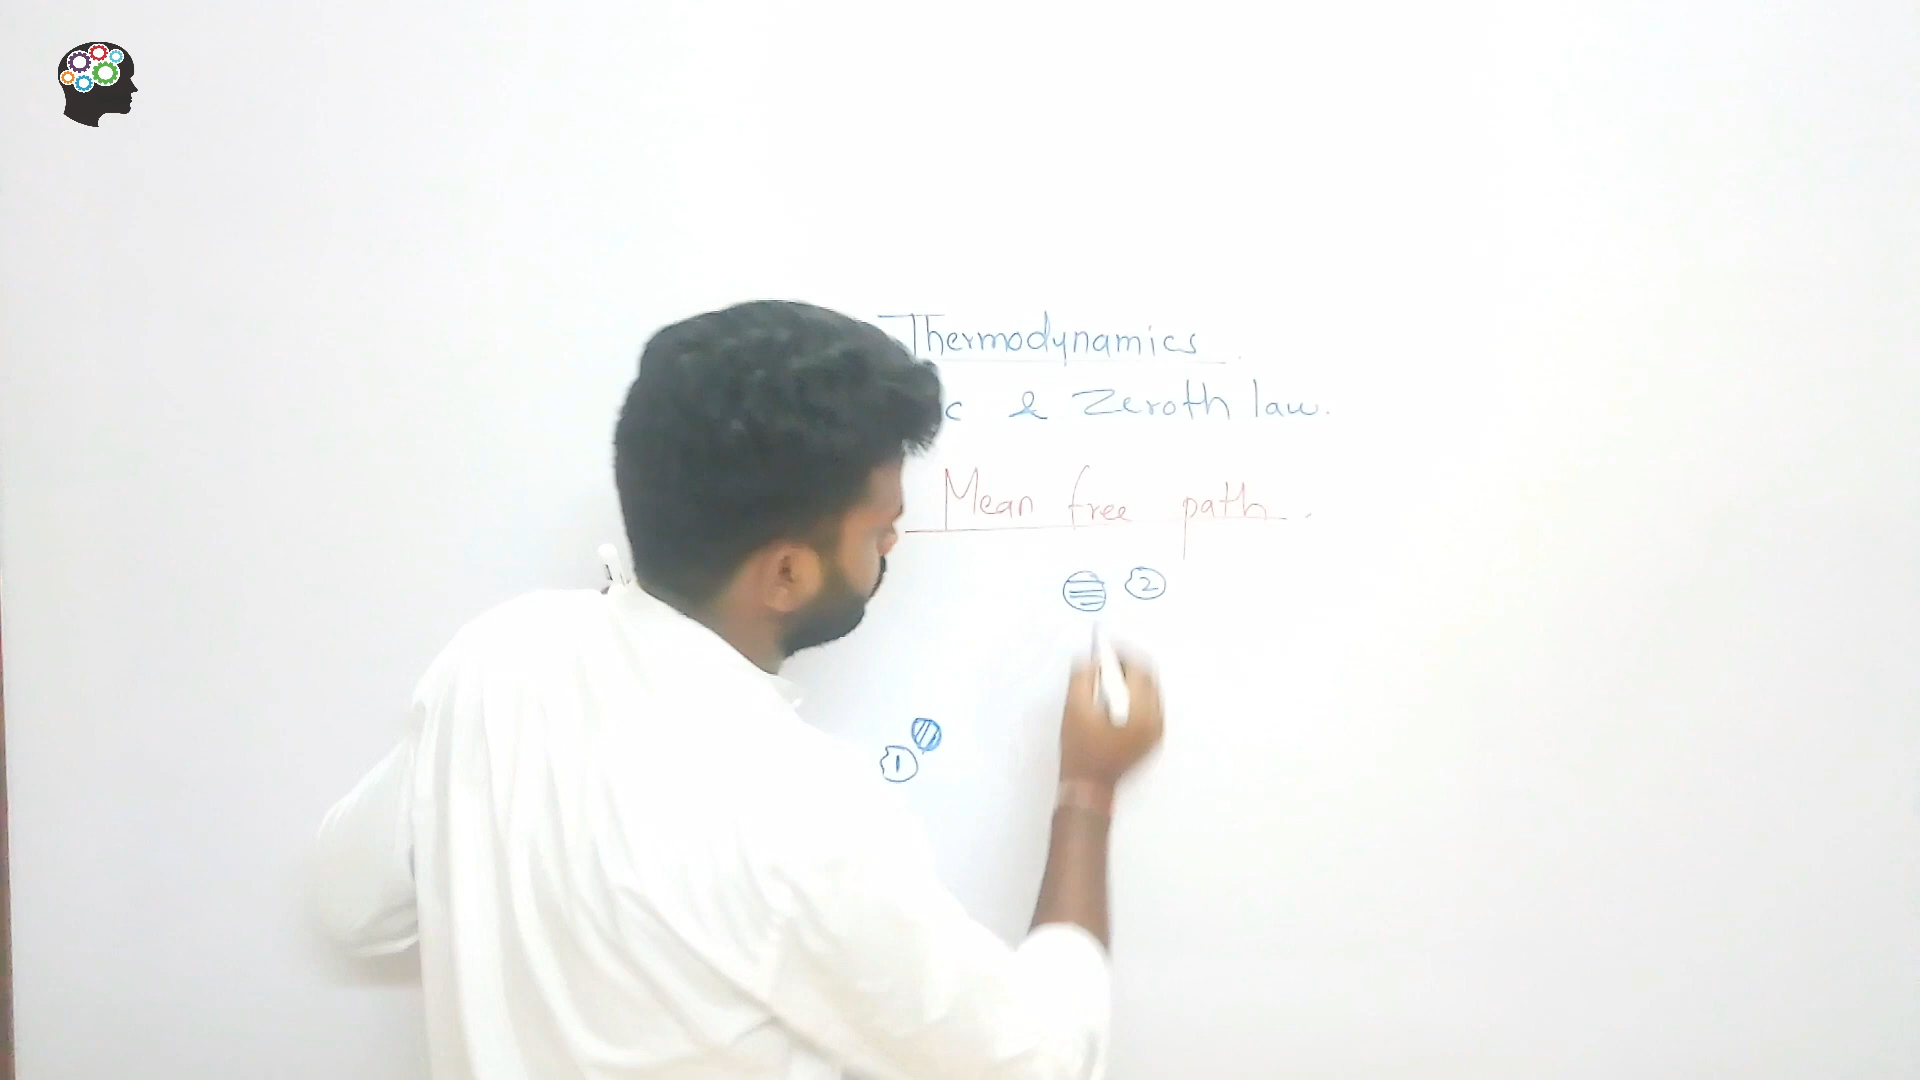 Thermodynamics
c & Zeroth law.
Mean free path.
2
1